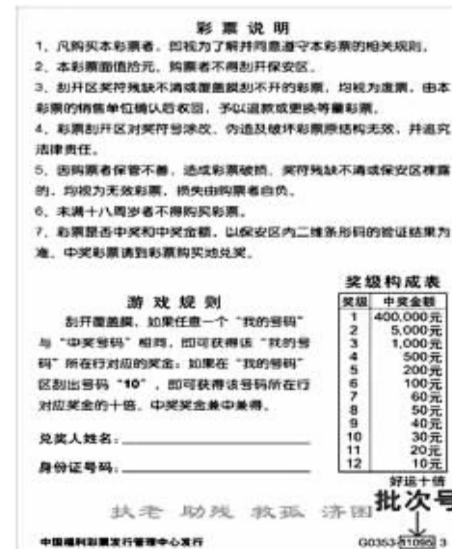 彩票说明
1、凡购买本彩票者，即视为了解并同意遵守本彩票的相关规则。
2、本彩票面值拾元，购票者不得刮开保安区。
3、刮开区奖符残缺不清或覆盖膜刮不开的彩票，均视为废票，由本
彩票的销售单位确认后收回，予以退款或更换等量彩票。
4、彩票刮开区对奖符号涂改、伪造及破坏彩票原结构无效，并追究
法律责任。
5、因购票者保管不善，造成彩票破损、奖符残缺不清或保安区裸露
的，均视为无效彩票，损失由购票者自负。
6、未满十八周岁者不得购买彩票。
7、彩票是否中奖和中奖金额，以保安区内二维条形码的验证结果为
准。中奖彩票请到彩票购买地兑奖。
游戏规则
刮开覆盖膜，如果任意一个“我的号码”
与“中奖号码”相同，即可获得该“我的号
码”所在行对应的奖金；如果在“我的号码”
区刮出号码“10”，即可获得该号码所在行
对应奖金的十倍。中奖奖金兼中兼得。
兑奖人姓名：
身份证号码：
奖级构成表
奖级 中奖金额
1 400,000元
2 5,000元
3 1,000元
4 500元
5 200元
6 100元
7 60元
8 50元
9 40元
10 30元
11 20元
12 10元
好运十倍
批次号
扶老 助残 救孤 济困
中国福利彩票发行管理中心发行
G0353-11095 3